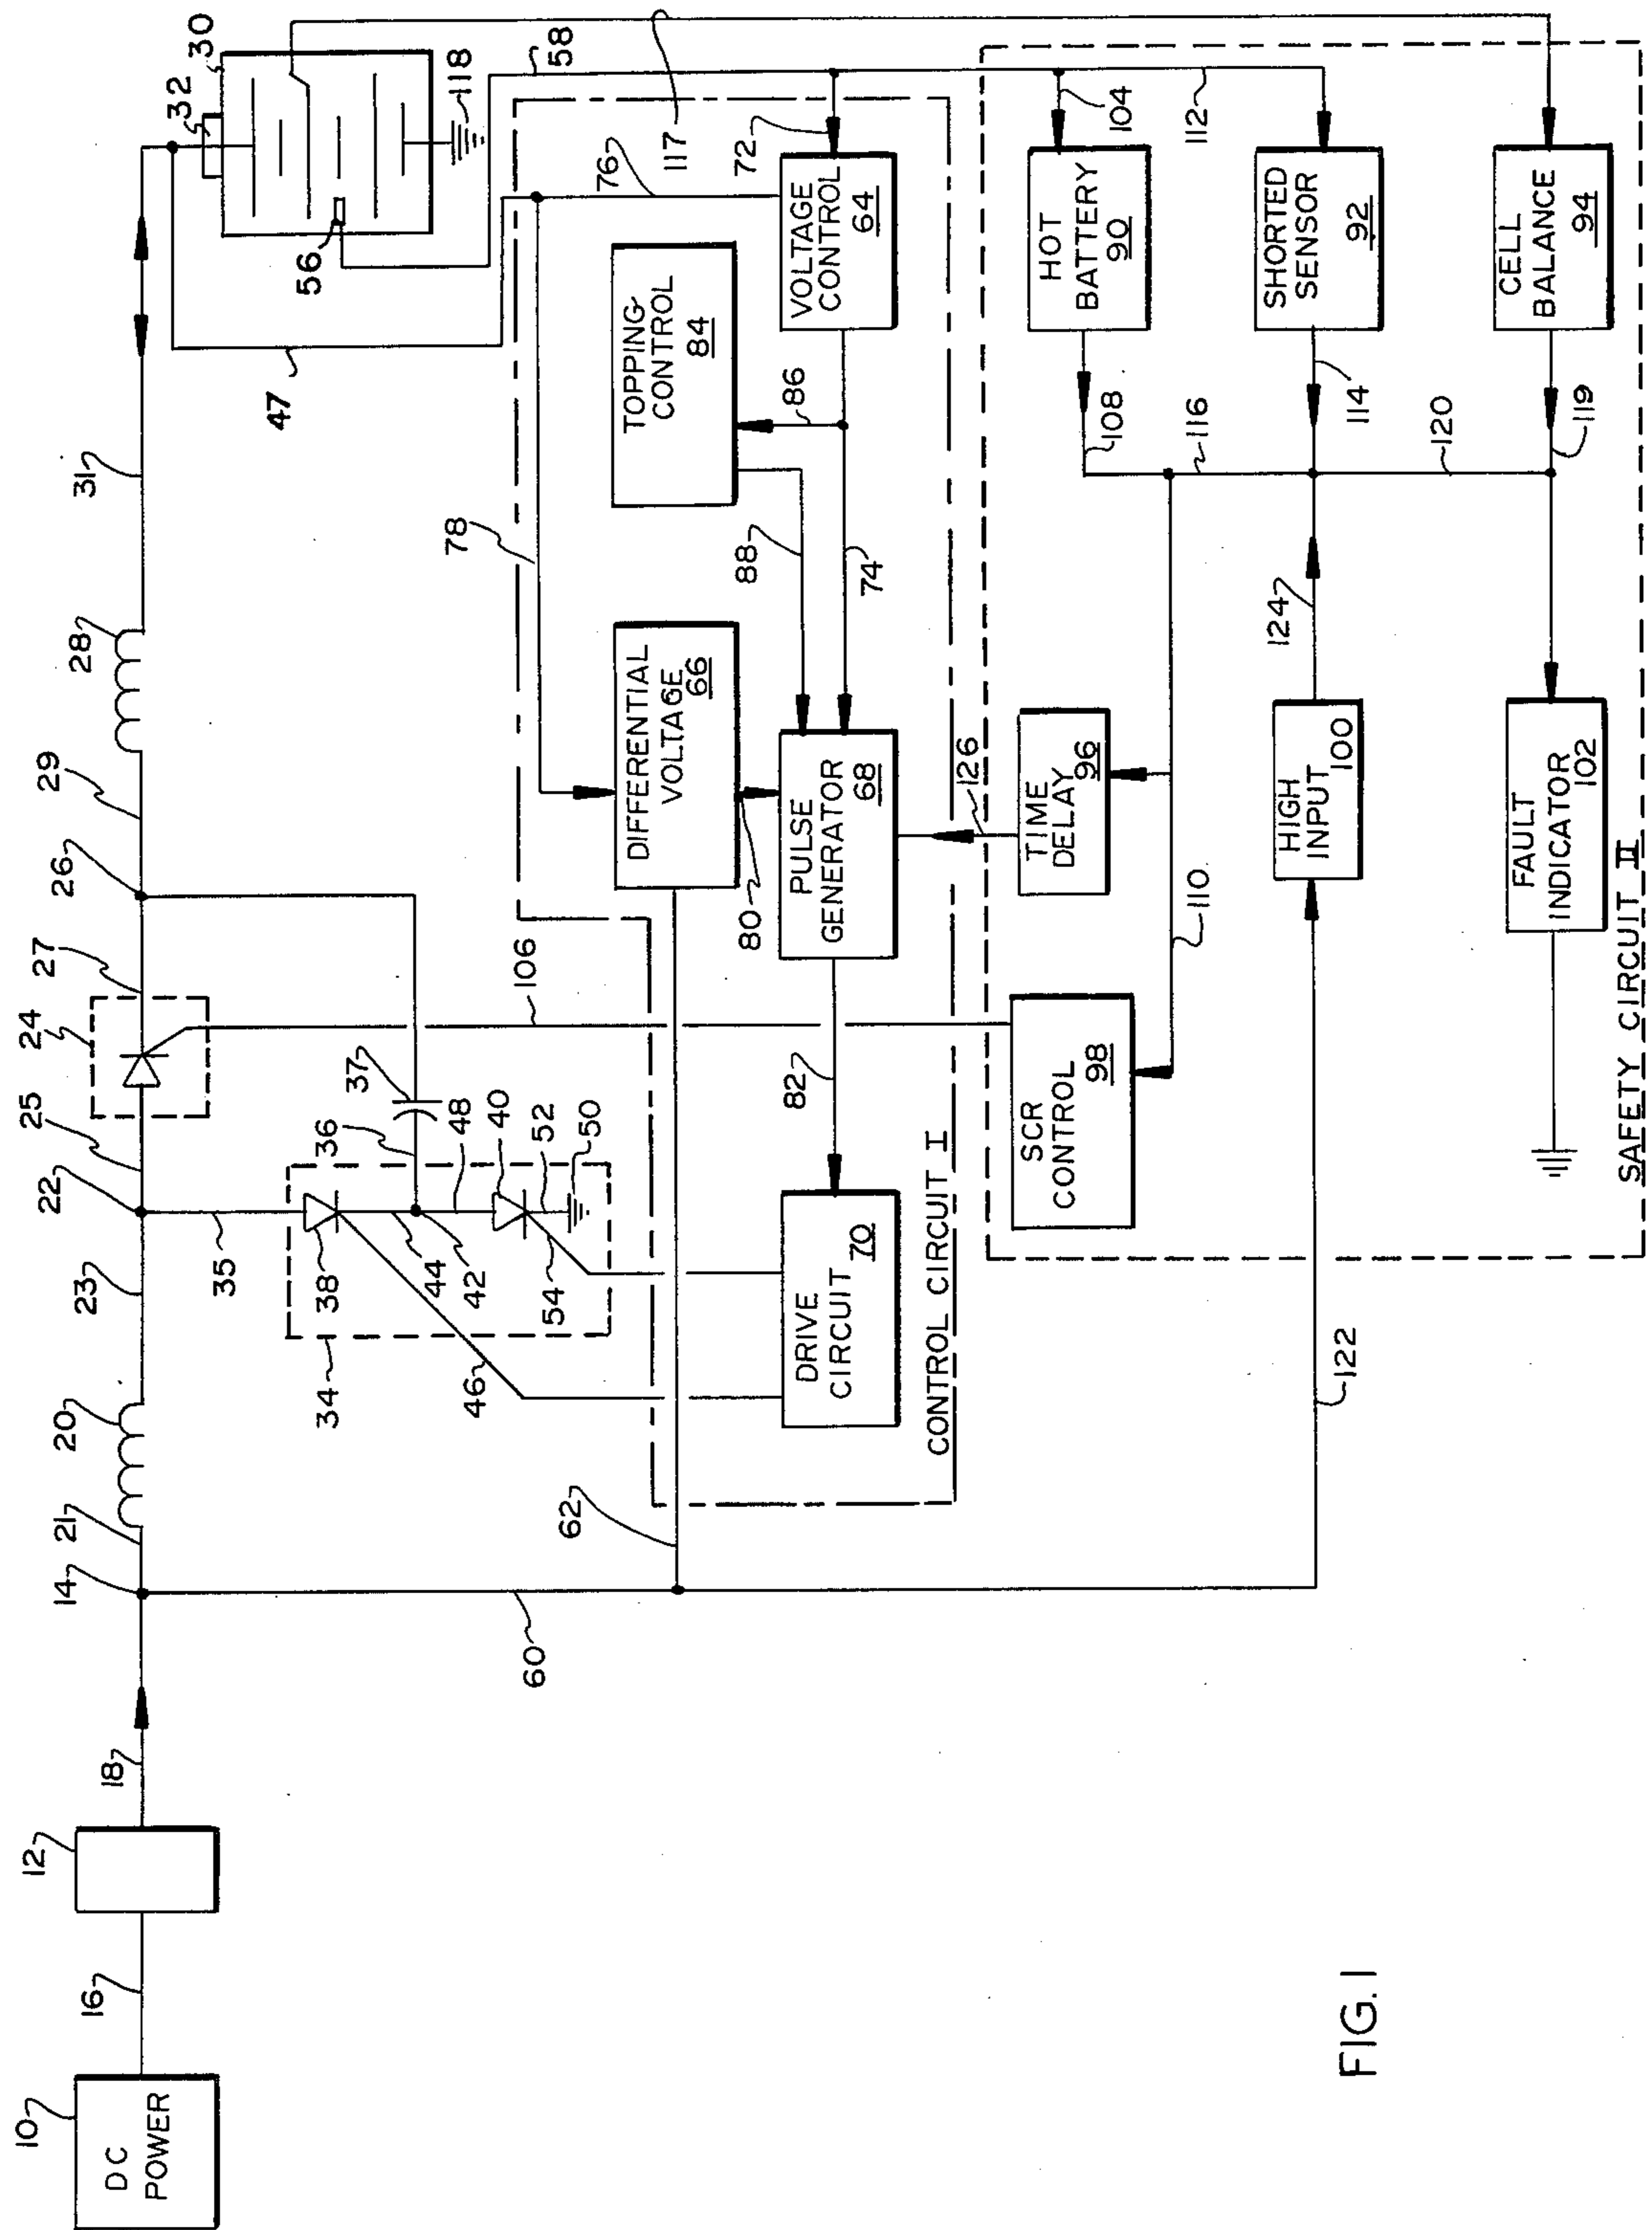 10
DC
POWER
16
12
18
14
21
20
23
22
25
24
27
26
29
28
31
32
30
118
56
47
58
117
35
38
34
44
42
46
36
37
48
40
52
50
54
60
62
106
78
76
72
DIFFERENTIAL
VOLTAGE
66
80
TOPPING
CONTROL
84
86
88
74
VOLTAGE
CONTROL
64
PULSE
GENERATOR
68
82
DRIVE
CIRCUIT
70
CONTROL CIRCUIT I
126
TIME
DELAY
96
SCR
CONTROL
98
110
HOT
BATTERY
90
104
108
116
112
SHORTED
SENSOR
92
114
120
HIGH
INPUT
100
124
122
CELL
BALANCE
94
119
FAULT
INDICATOR
102
SAFETY CIRCUIT II
FIG. 1